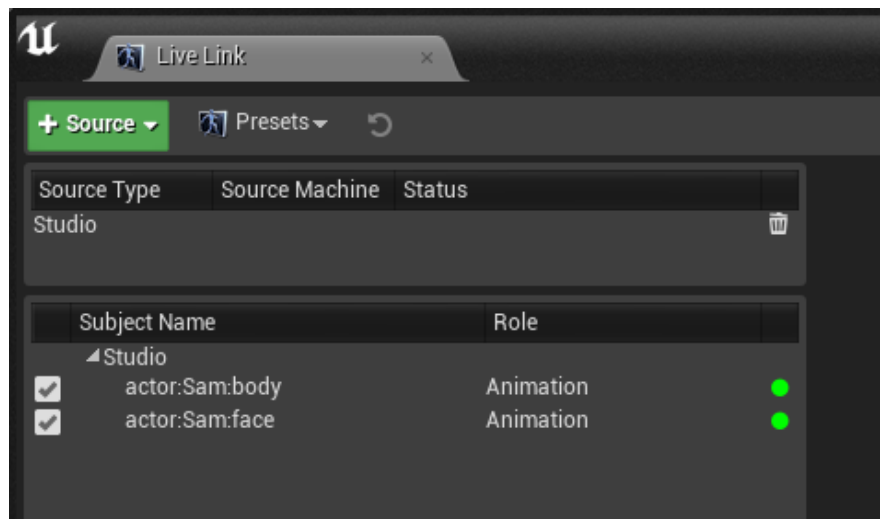 Live Link
Source Presets
Source Type Source Machine Status
Studio
Subject Name Role
Studio
actor:Sam:body Animation
actor:Sam:face Animation